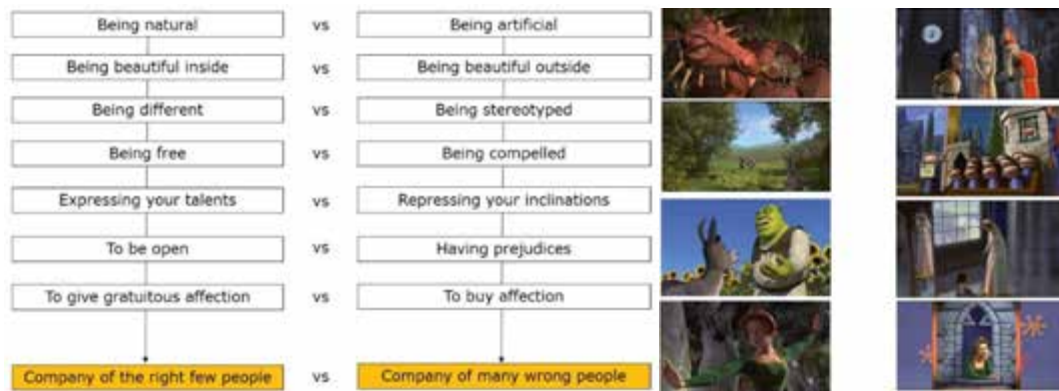 Being natural vs Being artificial
Being beautiful inside vs Being beautiful outside
Being different vs Being stereotyped
Being free vs Being compelled
Expressing your talents vs Repressing your inclinations
To be open vs Having prejudices
To give gratuitous affection vs To buy affection
Company of the right few people vs Company of many wrong people